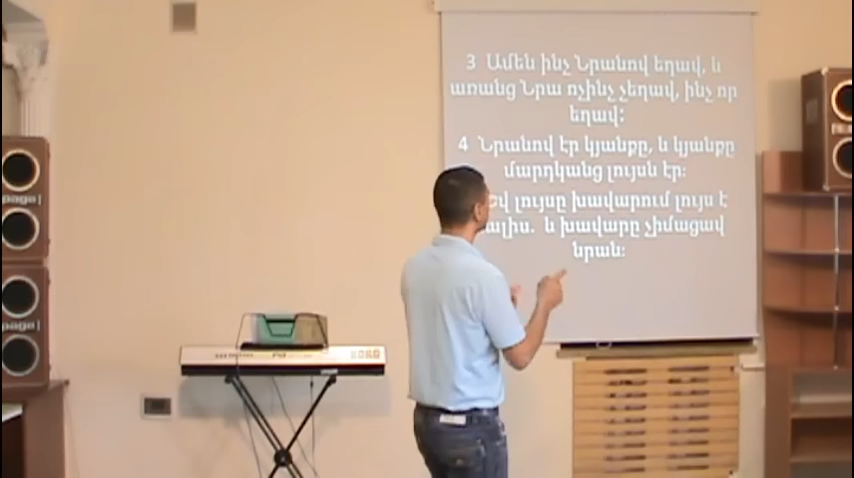 3 Ամեն ինչ Նրանով եղավ, և
առանց Նրա ոչինչ չեղավ, ինչ որ
եղավ:
4 Նրանով էր կյանքը, և կյանքը
մարդկանց լույսն էր:
լույսը խավարում լույս է
և խավարը չիմացավ
նրան:
KORG